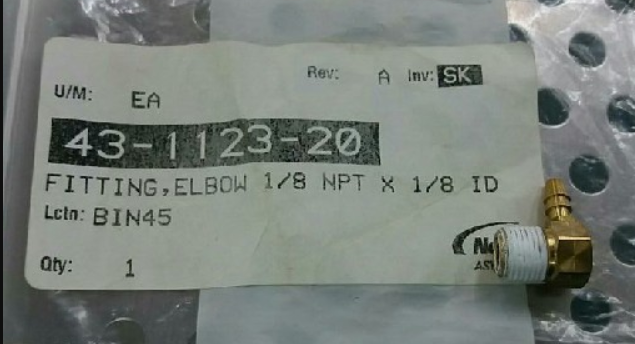 Rev: A Inv: SK
U/M: EA
43-1123-20
FITTING,ELBOW 1/8 NPT X 1/8 ID
Lctn: BIN45
Qty: 1